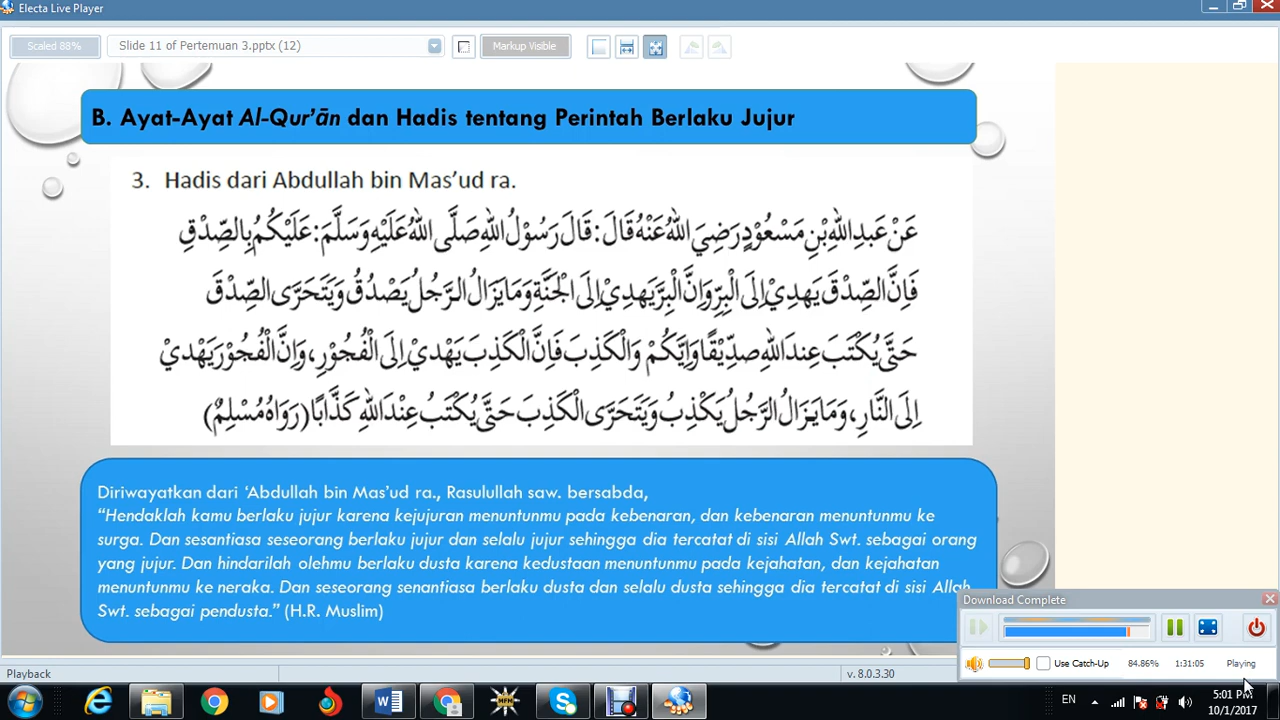 Electa Live Player
Scaled 88%
Slide 11 of Pertemuan 3.pptx (12)
Markup Visible
B. Ayat-Ayat Al-Qur’ān dan Hadis tentang Perintah Berlaku Jujur
3. Hadis dari Abdullah bin Mas’ud ra.
عَنْ عَبدِ اللهِ بْنِ مَسْعُوْدٍ رَضِيَ اللهُ عَنْهُ قَالَ : قَالَ رَسُوْلُ اللهِ صَلَّى اللهُ عَلَيْهِ وَسَلَّمَ : عَلَيْكُمْ بِالصِّدْقِ
فَاِنَّ الصِّدْقَ يَهدِيْ اِلَى الْبِرِّ وَاِنَّ الْبِرَّ يَهدِيْ اِلَى الْجَنَّةِ وَمَا يَزَالُ الرَّجُلُ يَصْدُقُ وَيَتَحَرَّى الصِّدْقَ
حَتَّى يُكْتَبَ عِندَ اللهِ صدِّيْقًا وَاِيَّكُمْ وَالْكَذِبَ فَاِنَّ الْكَذِبَ يَهْدِيْ اِلَى الْفُجُوْرِ، وَاِنَّ الْفُجُوْرَ يَهْدِيْ
اِلَى النَّارِ، وَمَا يَزَالُ الرَّجُلُ يَكْذِبُ وَيَتَحَرَّى الْكَذِبَ حَتَّى يُكْتَبُ عِنْدَ اللهِ كَذَّابًا (رَوَاهُ مُسْلِمٌ)
Diriwayatkan dari ‘Abdullah bin Mas’ud ra., Rasulullah saw. bersabda,
“Hendaklah kamu berlaku jujur karena kejujuran menuntunmu pada kebenaran, dan kebenaran menuntunmu ke
surga. Dan sesantiasa seseorang berlaku jujur dan selalu jujur sehingga dia tercatat di sisi Allah Swt. sebagai orang
yang jujur. Dan hindarilah olehmu berlaku dusta karena kedustaan menuntunmu pada kejahatan, dan kejahatan
menuntunmu ke neraka. Dan seseorang senantiasa berlaku dusta dan selalu dusta sehingga dia tercatat di sisi Allah
Swt. sebagai pendusta.” (H.R. Muslim)
Download Complete
Use Catch-Up 84.86% 1:31:05 Playing
Playback
v. 8.0.3.30
EN
5:01 PM
10/1/2017